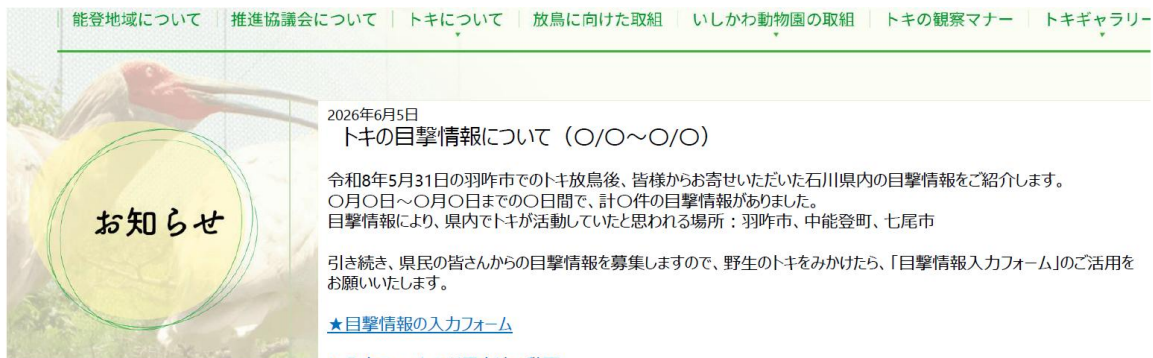 能登地域について 推進協議会について トキについて 放鳥に向けた取組 いしかわ動物園の取組 トキの観察マナー トキギャラリー
お知らせ
2026年6月5日
トキの目撃情報について（〇/〇～〇/〇）
令和8年5月31日の羽咋市でのトキ放鳥後、皆様からお寄せいただいた石川県内の目撃情報をご紹介します。
〇月〇日～〇月〇日までの〇日間で、計〇件の目撃情報がありました。
目撃情報により、県内でトキが活動していたと思われる場所：羽咋市、中能登町、七尾市
引き続き、県民の皆さんからの目撃情報を募集しますので、野生のトキをみかけたら、「目撃情報入力フォーム」のご活用を
お願いいたします。
★目撃情報の入力フォーム